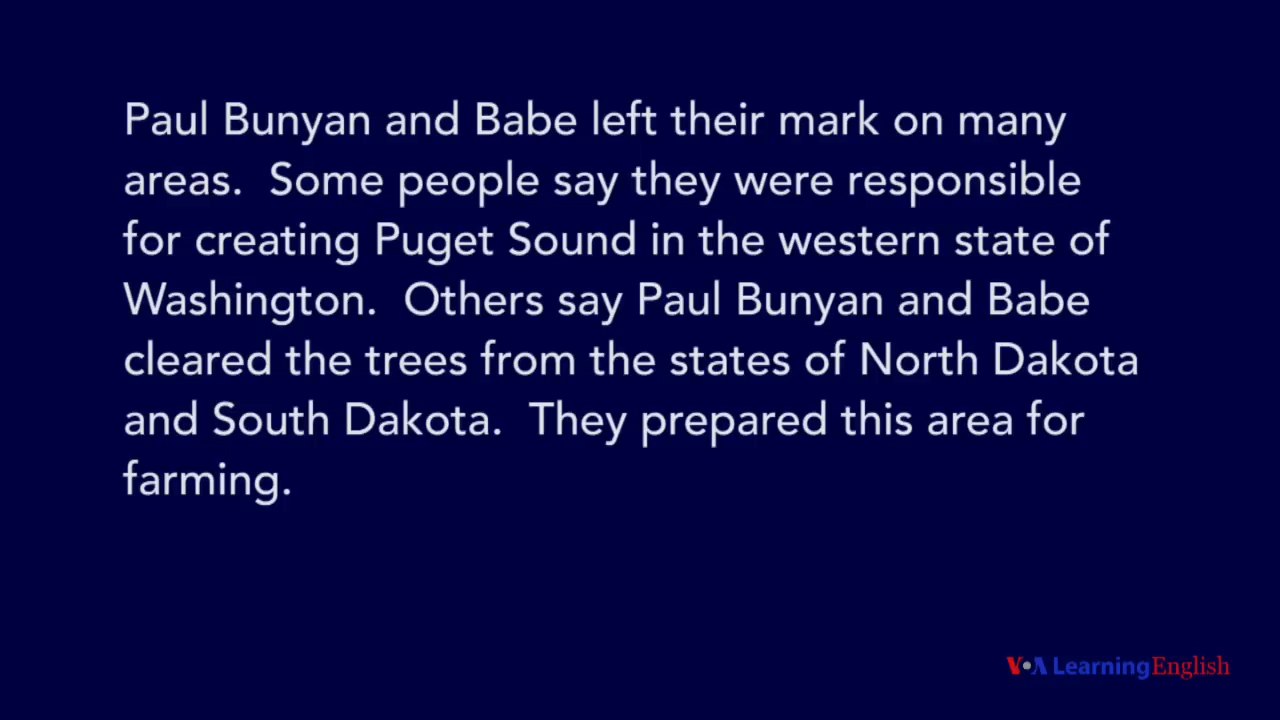 Paul Bunyan and Babe left their mark on many
areas.  Some people say they were responsible
for creating Puget Sound in the western state of
Washington.  Others say Paul Bunyan and Babe
cleared the trees from the states of North Dakota
and South Dakota.  They prepared this area for
farming.
VOA Learning English